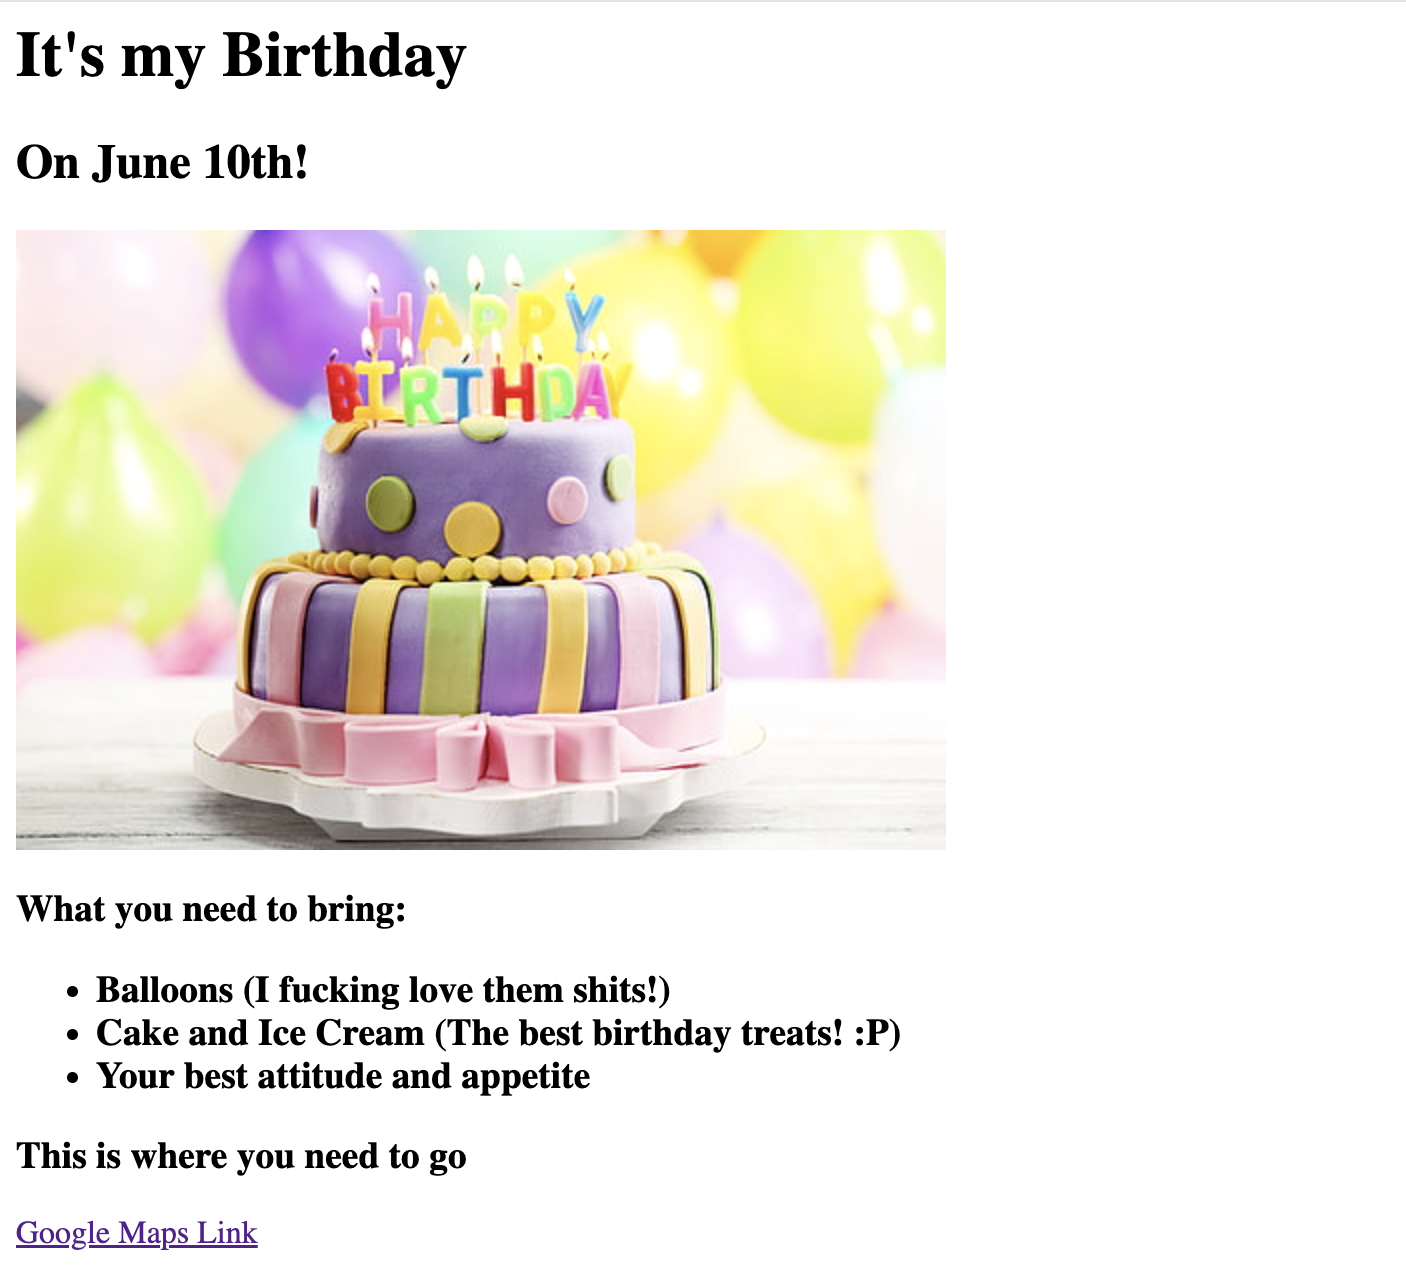 It's my Birthday
On June 10th!
HAPPY
BIRTHDAY
What you need to bring:
• Balloons (I fucking love them shits!)
• Cake and Ice Cream (The best birthday treats! :P)
• Your best attitude and appetite
This is where you need to go
Google Maps Link